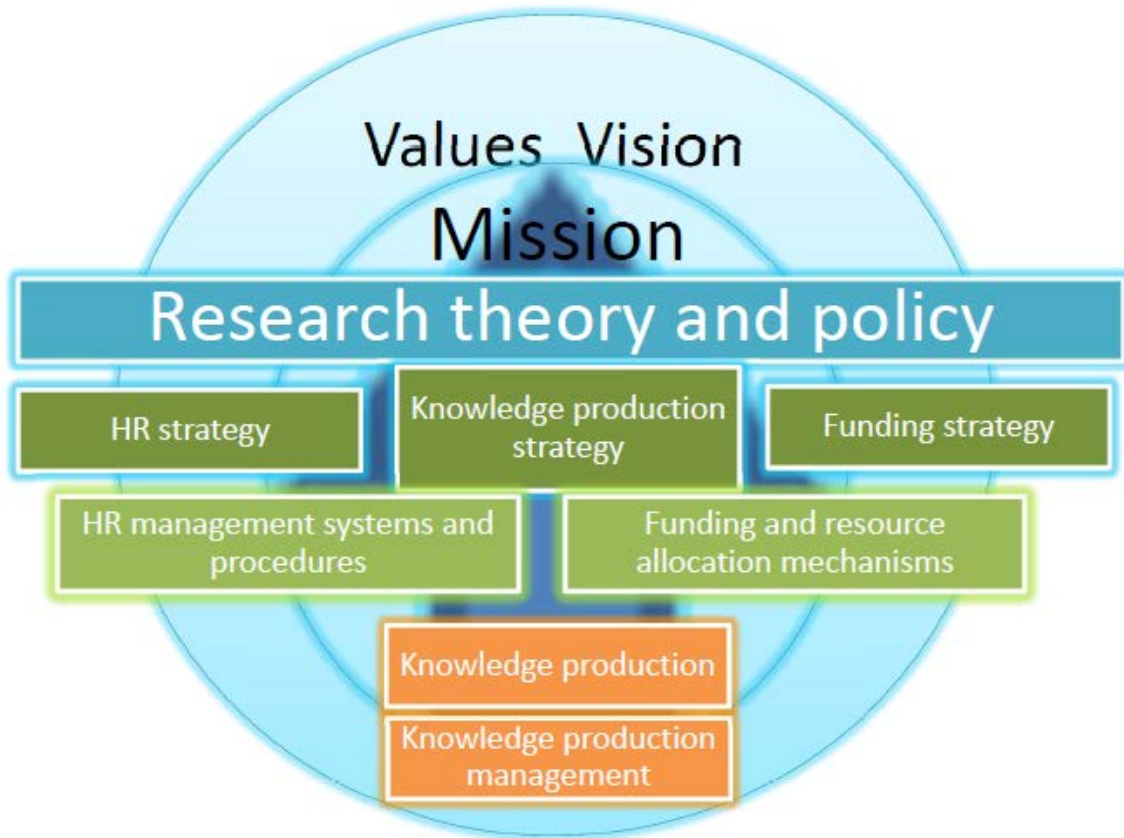 Values Vision
Mission
Research theory and policy
HR strategy
Knowledge production
strategy
Funding strategy
HR management systems and
procedures
Funding and resource
allocation mechanisms
Knowledge production
Knowledge production
management